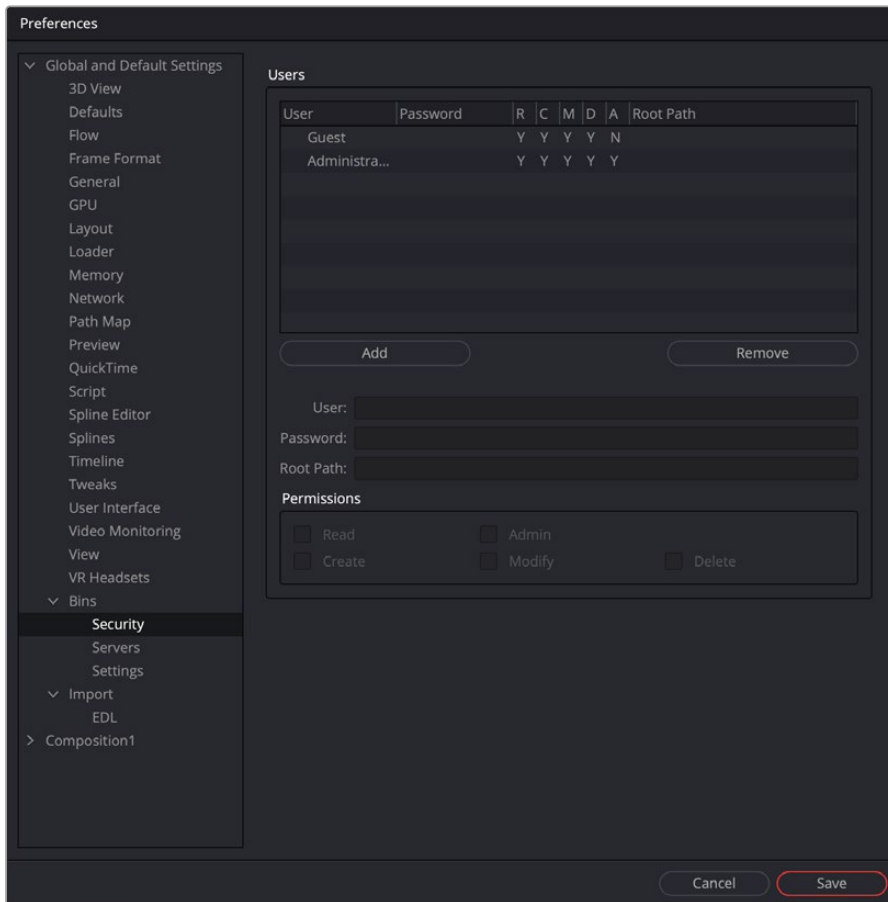 Preferences
Global and Default Settings
3D View
Defaults
Flow
Frame Format
General
GPU
Layout
Loader
Memory
Network
Path Map
Preview
QuickTime
Script
Spline Editor
Splines
Timeline
Tweaks
User Interface
Video Monitoring
View
VR Headsets
Bins
Security
Servers
Settings
Import
EDL
Composition1
Users
User Password R C M D A Root Path
Guest Y Y Y Y N
Administra... Y Y Y Y Y
Add Remove
User:
Password:
Root Path:
Permissions
Read Admin
Create Modify Delete
Cancel Save